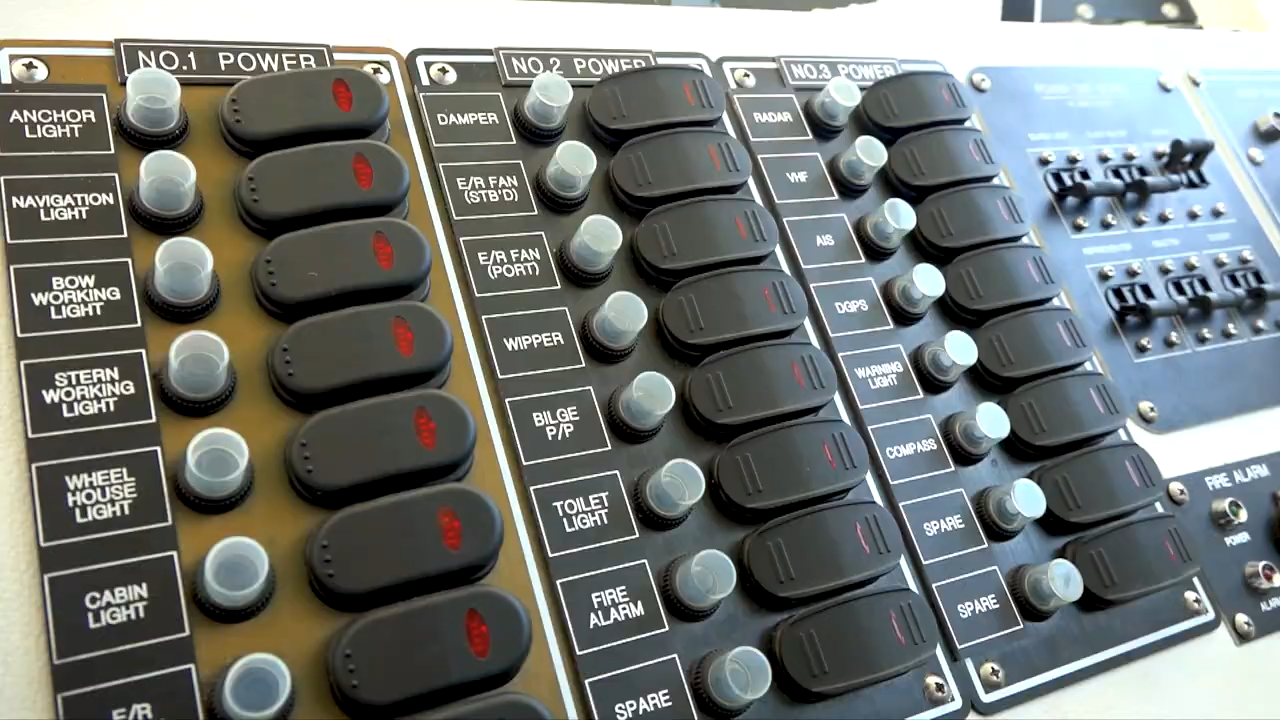 NO.1 POWER
ANCHOR
LIGHT
NAVIGATION
LIGHT
BOW
WORKING
LIGHT
STERN
WORKING
LIGHT
WHEEL
HOUSE
LIGHT
CABIN
LIGHT
E/R
NO.2 POWER
DAMPER
E/R FAN
(STB'D)
E/R FAN
(PORT)
WIPPER
BILGE
P/P
TOILET
LIGHT
FIRE
ALARM
SPARE
NO.3 POWER
RADAR
VHF
AIS
DGPS
WARNING
LIGHT
COMPASS
SPARE
SPARE
FIRE ALARM
POWER